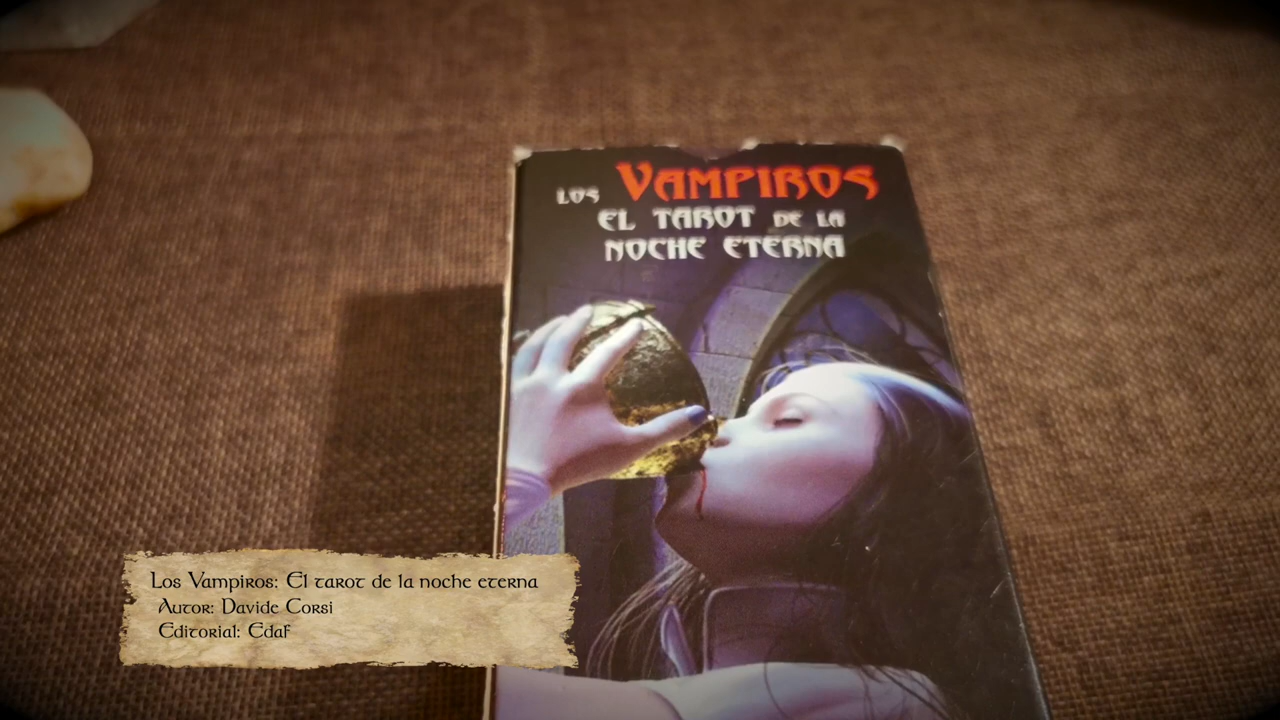 LOS VAMPIROS
EL TAROT DE LA
NOCHE ETERNA
Los Vampiros: El tarot de la noche eterna
Autor: Davide Corsi
Editorial: Edaf